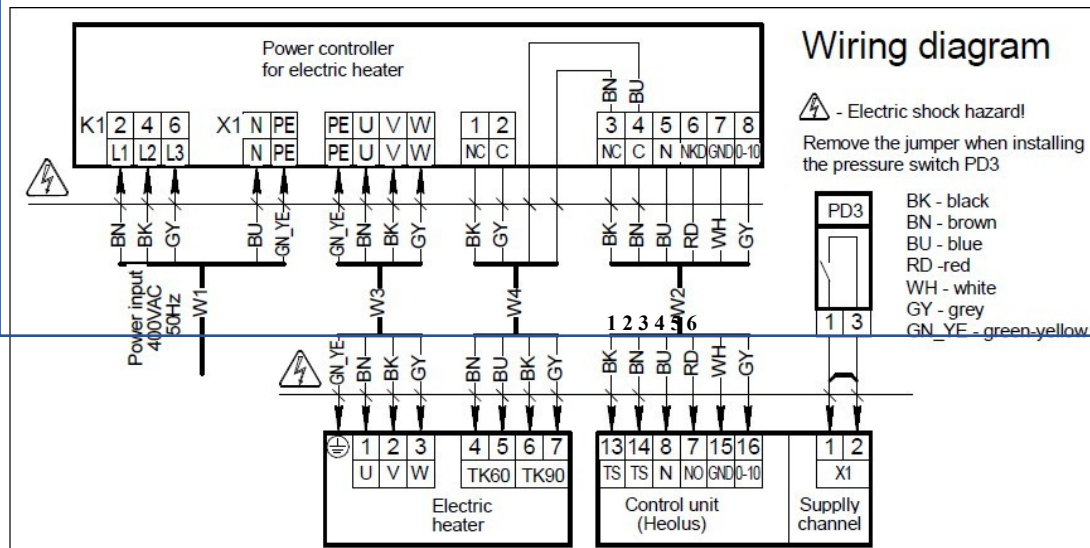 Wiring diagram
Power controller
for electric heater
BN BU
K1 2 4 6 X1 N PE PE U V W 1 2 3 4 5 6 7 8
L1 L2 L3 N PE PE U V W NC C NC C N NKD GND 0-10
- Electric shock hazard!
Remove the jumper when installing
the pressure switch PD3
PD3
1 3
BK - black
BN - brown
BU - blue
RD -red
WH - white
GY - grey
GN_YE - green-yellow
BN BK GY BU GN_YE GN_YE BN BK GY BK GY BK BN BU RD WH GY
Power input
400VAC
50Hz
W1 W3 W4 W2
1 2 3 4 5 6
GN_YE BN BK GY BN BU BK GY BK BN BU RD WH GY
1 2 3 4 5 6 7 13 14 8 7 15 16 1 2
U V W TK60 TK90 TS TS N NO GND 0-10 X1
Electric
heater
Control unit
(Heolus)
Supplly
channel